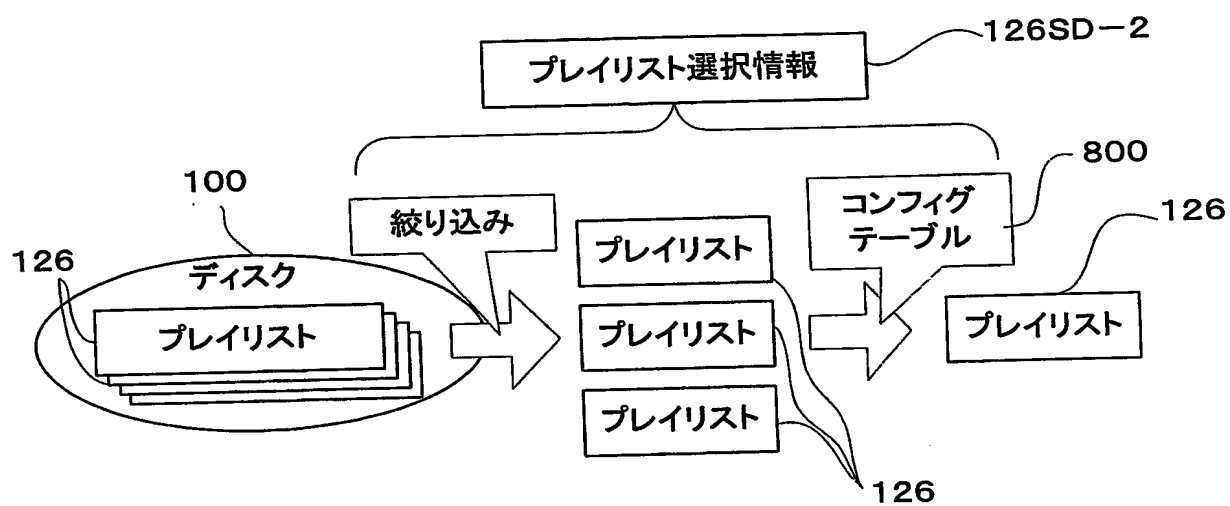 126SD-2
プレイリスト選択情報
800
100
絞り込み
コンフィグ
テーブル
126
126
ディスク
プレイリスト
プレイリスト
プレイリスト
プレイリスト
プレイリスト
126